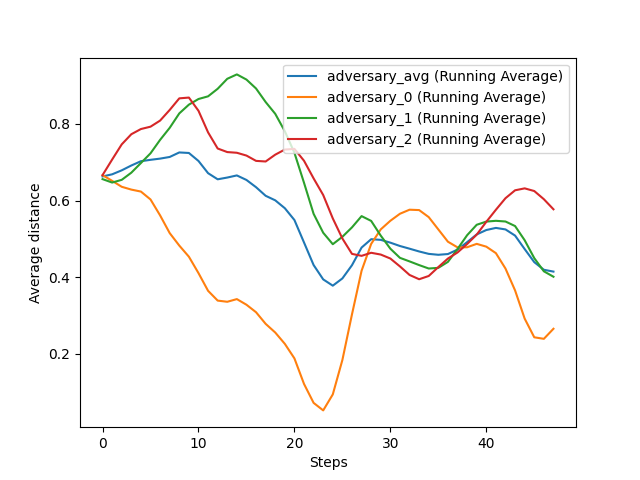 adversary_avg (Running Average)
adversary_0 (Running Average)
adversary_1 (Running Average)
adversary_2 (Running Average)
Average distance
0.8
0.6
0.4
0.2
0 10 20 30 40
Steps